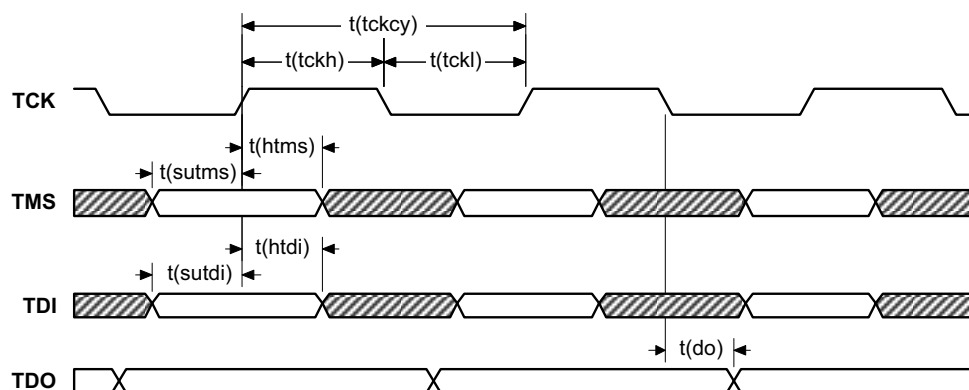 t(tckcy)
t(tckh) t(tckl)
TCK
t(htms)
t(sutms)
TMS
t(htdi)
t(sutdi)
TDI
t(do)
TDO